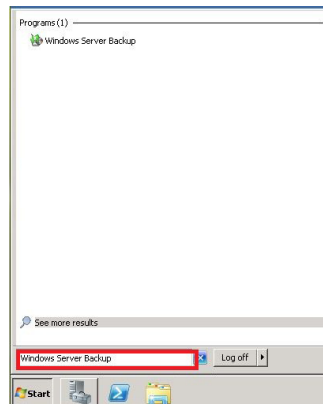 Programs (1)
Windows Server Backup
See more results
Windows Server Backup
Log off
Start